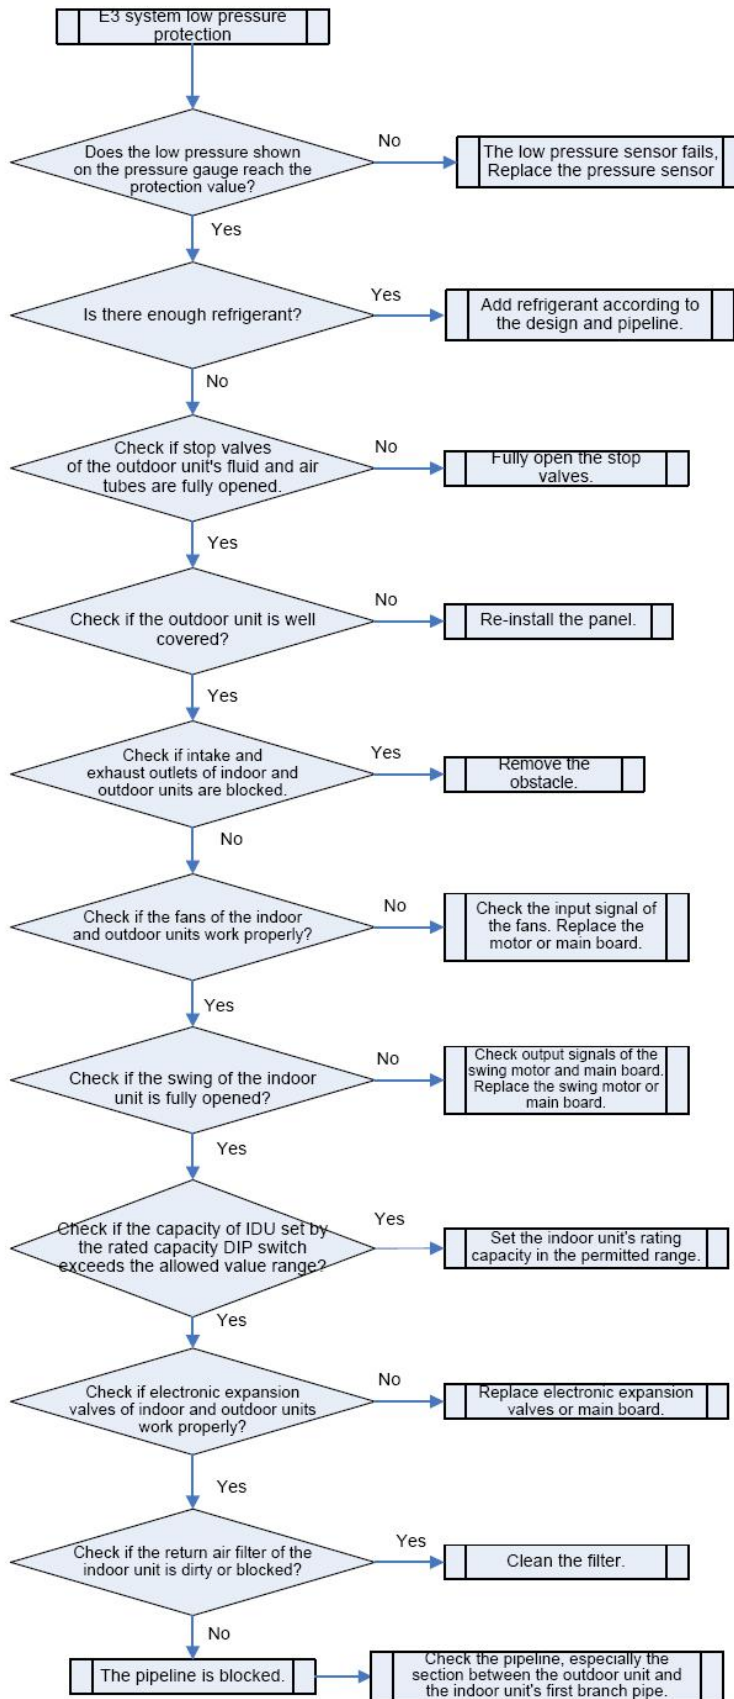 E3 system low pressure
protection
Does the low pressure shown
on the pressure gauge reach the
protection value?
No
The low pressure sensor fails,
Replace the pressure sensor
Yes
Is there enough refrigerant?
Yes
Add refrigerant according to
the design and pipeline.
No
Check if stop valves
of the outdoor unit's fluid and air
tubes are fully opened.
No
Fully open the stop
valves.
Yes
Check if the outdoor unit is well
covered?
No
Re-install the panel.
Yes
Check if intake and
exhaust outlets of indoor and
outdoor units are blocked.
Yes
Remove the
obstacle.
No
Check if the fans of the indoor
and outdoor units work properly?
No
Check the input signal of
the fans. Replace the
motor or main board.
Yes
Check if the swing of the indoor
unit is fully opened?
No
Check output signals of the
swing motor and main board.
Replace the swing motor or
main board.
Yes
Check if the capacity of IDU set by
the rated capacity DIP switch
exceeds the allowed value range?
Yes
Set the indoor unit's rating
capacity in the permitted range.
Yes
Check if electronic expansion
valves of indoor and outdoor units
work properly?
No
Replace electronic expansion
valves or main board.
Yes
Check if the return air filter of the
indoor unit is dirty or blocked?
Yes
Clean the filter.
No
The pipeline is blocked.
Check the pipeline, especially the
section between the outdoor unit and
the indoor unit's first branch pipe.